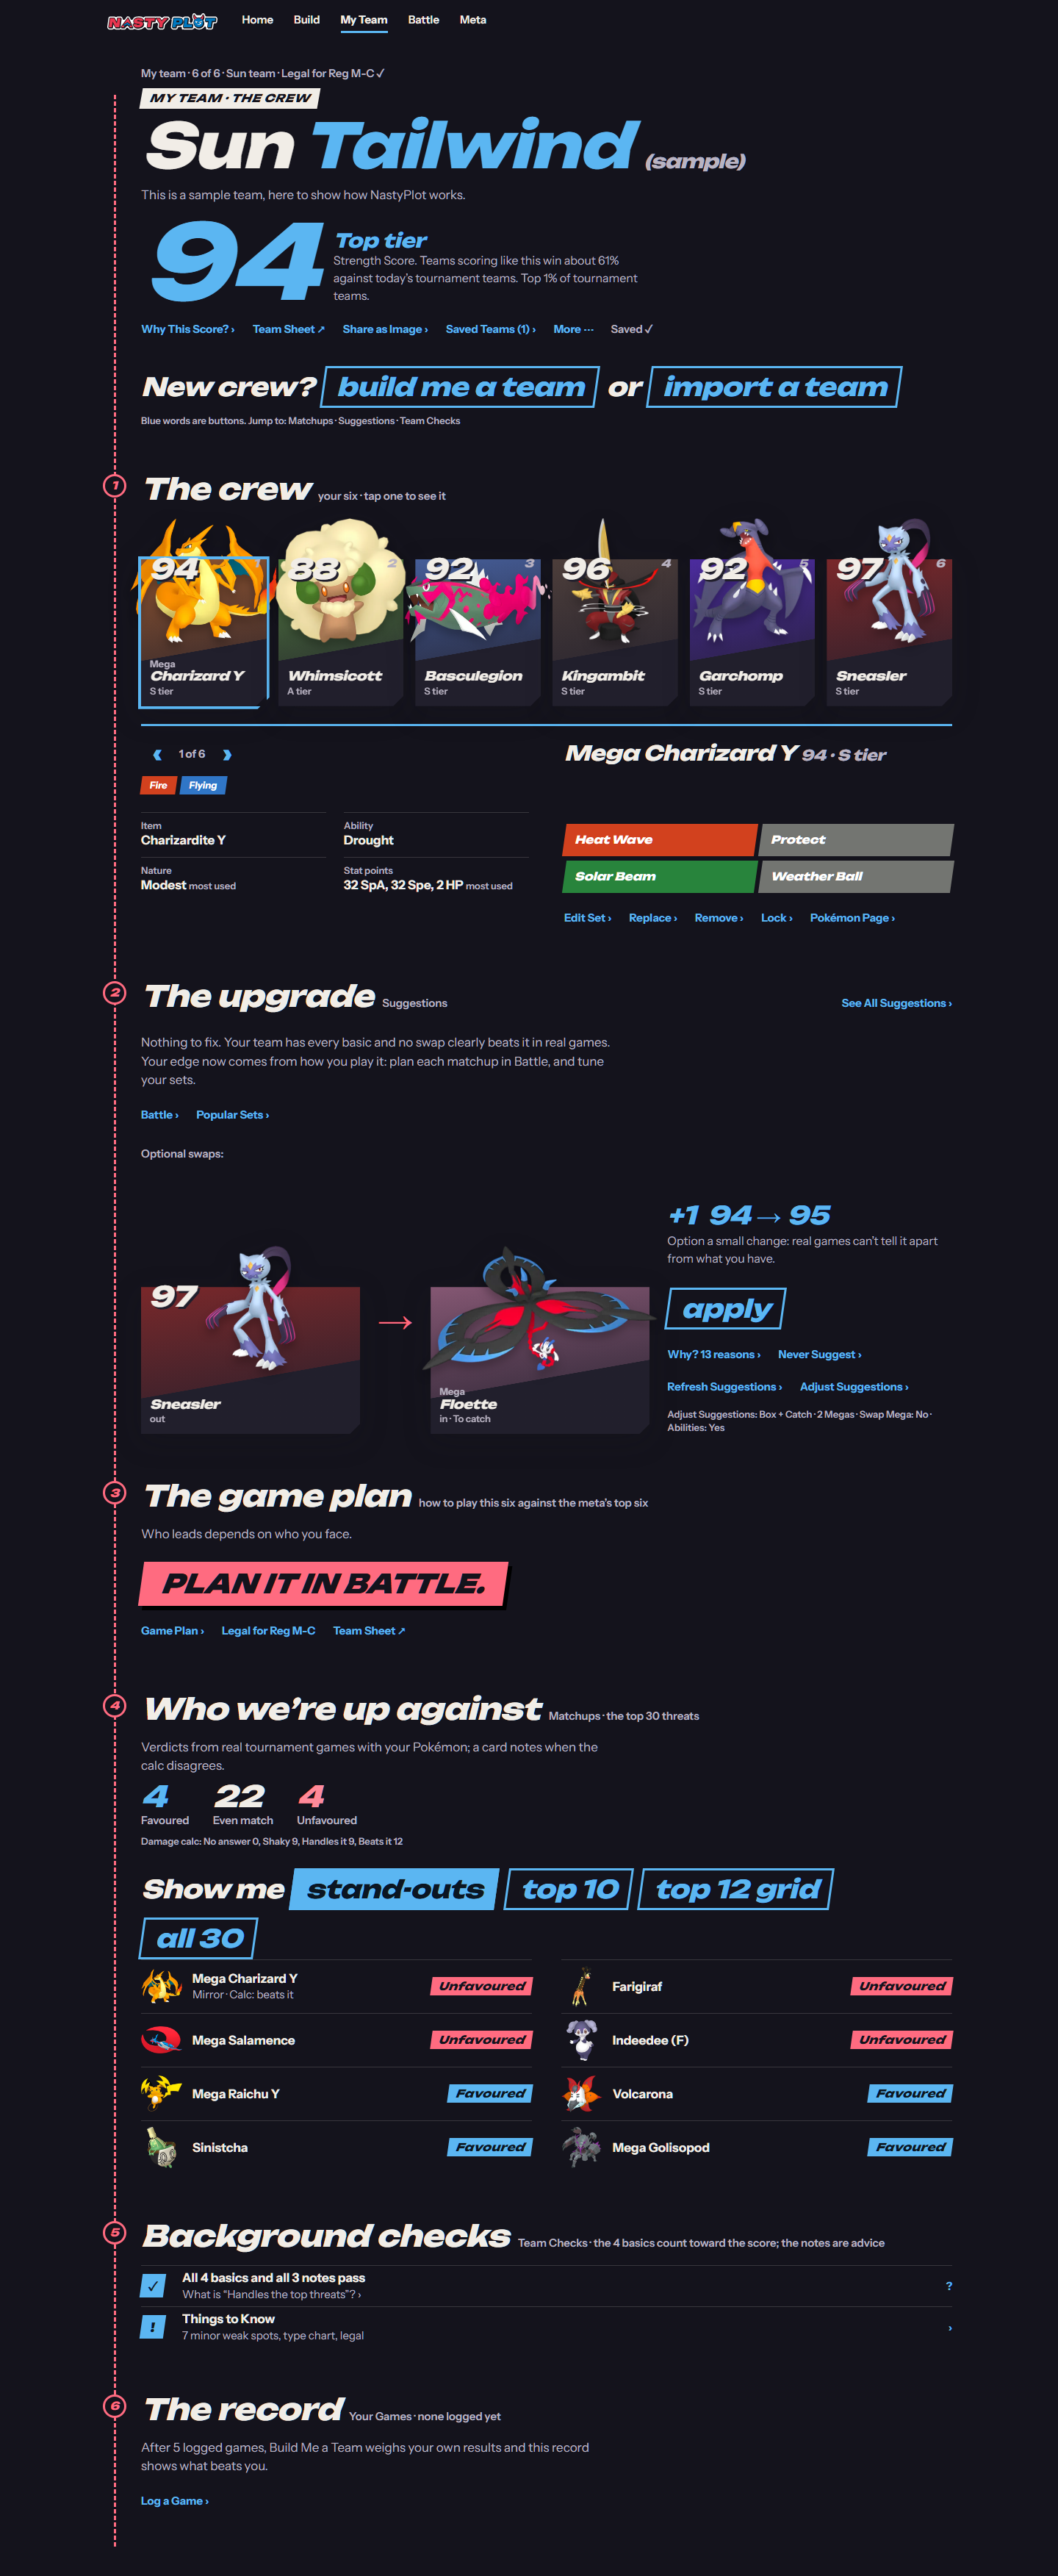 NASTY PLOT
Home Build My Team Battle Meta
My team · 6 of 6 · Sun team · Legal for Reg M-C ✓
MY TEAM · THE CREW
Sun Tailwind (sample)
This is a sample team, here to show how NastyPlot works.
94
Top tier
Strength Score. Teams scoring like this win about 61%
against today's tournament teams. Top 1% of tournament
teams.
Why This Score? › Team Sheet ↗ Share as Image › Saved Teams (1) › More ··· Saved ✓
New crew? build me a team or import a team
Blue words are buttons. Jump to: Matchups · Suggestions · Team Checks
1
The crew your six · tap one to see it
94 1
Mega
Charizard Y
S tier
88 2
Whimsicott
A tier
92 3
Basculegion
S tier
96 4
Kingambit
S tier
92 5
Garchomp
S tier
97 6
Sneasler
S tier
‹ 1 of 6 ›
Fire Flying
Item
Charizardite Y
Ability
Drought
Nature
Modest most used
Stat points
32 SpA, 32 Spe, 2 HP most used
Mega Charizard Y 94 · S tier
Heat Wave Protect
Solar Beam Weather Ball
Edit Set › Replace › Remove › Lock › Pokémon Page ›
2
The upgrade Suggestions See All Suggestions ›
Nothing to fix. Your team has every basic and no swap clearly beats it in real games.
Your edge now comes from how you play it: plan each matchup in Battle, and tune
your sets.
Battle › Popular Sets ›
Optional swaps:
97
Sneasler
out
→
Mega
Floette
in · To catch
+1 94 → 95
Option a small change: real games can't tell it apart
from what you have.
apply
Why? 13 reasons › Never Suggest ›
Refresh Suggestions › Adjust Suggestions ›
Adjust Suggestions: Box + Catch · 2 Megas · Swap Mega: No ·
Abilities: Yes
3
The game plan how to play this six against the meta's top six
Who leads depends on who you face.
PLAN IT IN BATTLE.
Game Plan › Legal for Reg M-C Team Sheet ↗
4
Who we're up against Matchups · the top 30 threats
Verdicts from real tournament games with your Pokémon; a card notes when the
calc disagrees.
4 22 4
Favoured Even match Unfavoured
Damage calc: No answer 0, Shaky 9, Handles it 9, Beats it 12
Show me stand-outs top 10 top 12 grid
all 30
Mega Charizard Y
Mirror · Calc: beats it
Unfavoured
Farigiraf Unfavoured
Mega Salamence Unfavoured
Indeedee (F) Unfavoured
Mega Raichu Y Favoured
Volcarona Favoured
Sinistcha Favoured
Mega Golisopod Favoured
5
Background checks Team Checks · the 4 basics count toward the score; the notes are advice
✓ All 4 basics and all 3 notes pass
What is “Handles the top threats”? ›
?
! Things to Know
7 minor weak spots, type chart, legal
›
6
The record Your Games · none logged yet
After 5 logged games, Build Me a Team weighs your own results and this record
shows what beats you.
Log a Game ›